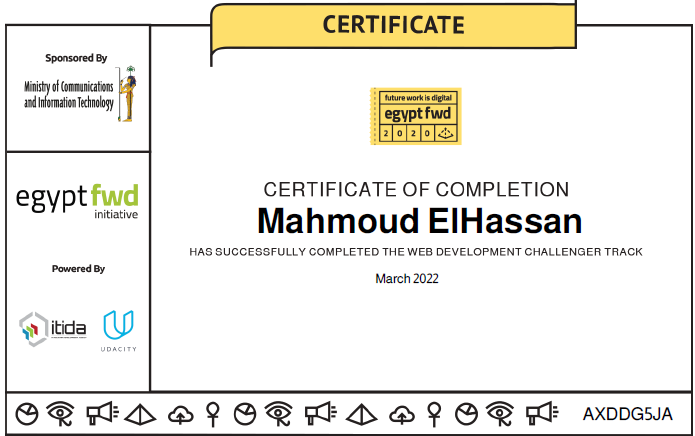 CERTIFICATE
Sponsored By
Ministry of Communications
and Information Technology
egypt fwd
initiative
Powered By
itida
UDACITY
future work is digital
egypt fwd
2 0 2 0
CERTIFICATE OF COMPLETION
Mahmoud ElHassan
HAS SUCCESSFULLY COMPLETED THE WEB DEVELOPMENT CHALLENGER TRACK
March 2022
AXDDG5JA